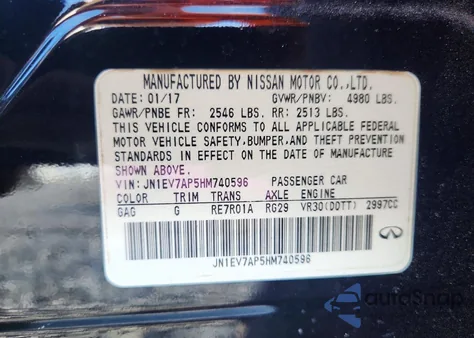 MANUFACTURED BY NISSAN MOTOR CO.,LTD.
DATE: 01/17 GVWR/PNBV: 4980 LBS.
GAWR/PNBE FR: 2546 LBS. RR: 2513 LBS.
THIS VEHICLE CONFORMS TO ALL APPLICABLE FEDERAL
MOTOR VEHICLE SAFETY,BUMPER,AND THEFT PREVENTION
STANDARDS IN EFFECT ON THE DATE OF MANUFACTURE
SHOWN ABOVE.
VIN: JN1EV7AP5HM740596 PASSENGER CAR
COLOR TRIM TRANS AXLE ENGINE
GAG G RE7R01A RG29 VR30(DDTT) 2997CC
JN1EV7AP5HM740596
autoSnap